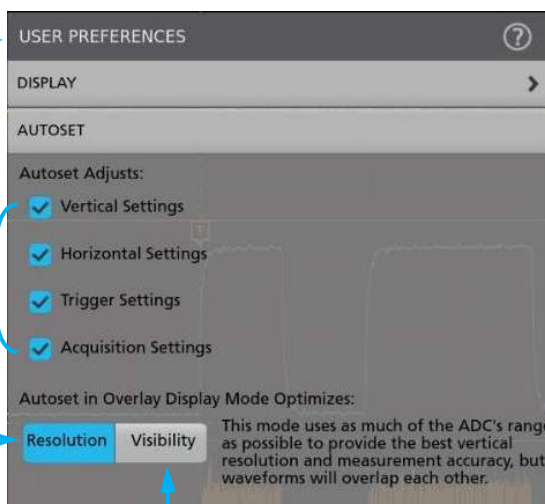 USER PREFERENCES
DISPLAY
AUTOSET
Autoset Adjusts:
Vertical Settings
Horizontal Settings
T
Trigger Settings
Acquisition Settings
Autoset in Overlay Display Mode Optimizes:
Resolution Visibility
This mode uses as much of the ADC's range
as possible to provide the best vertical
resolution and measurement accuracy, but
waveforms will overlap each other.